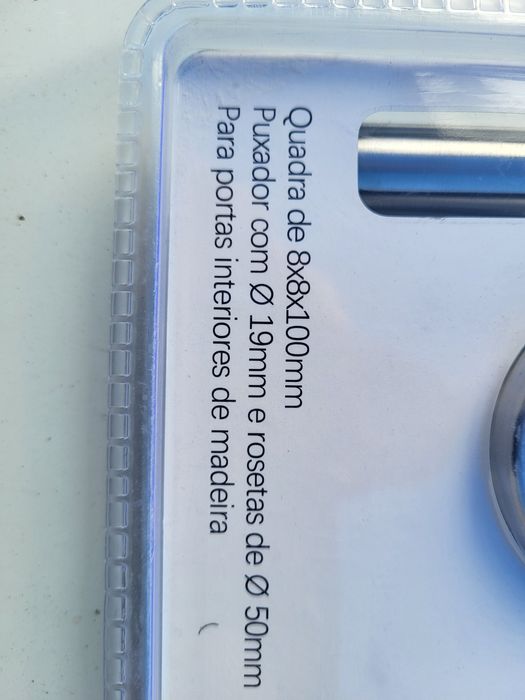 Quadra de 8x8x100mm
Puxador com Ø 19mm e rosetas de Ø 50mm
Para portas interiores de madeira